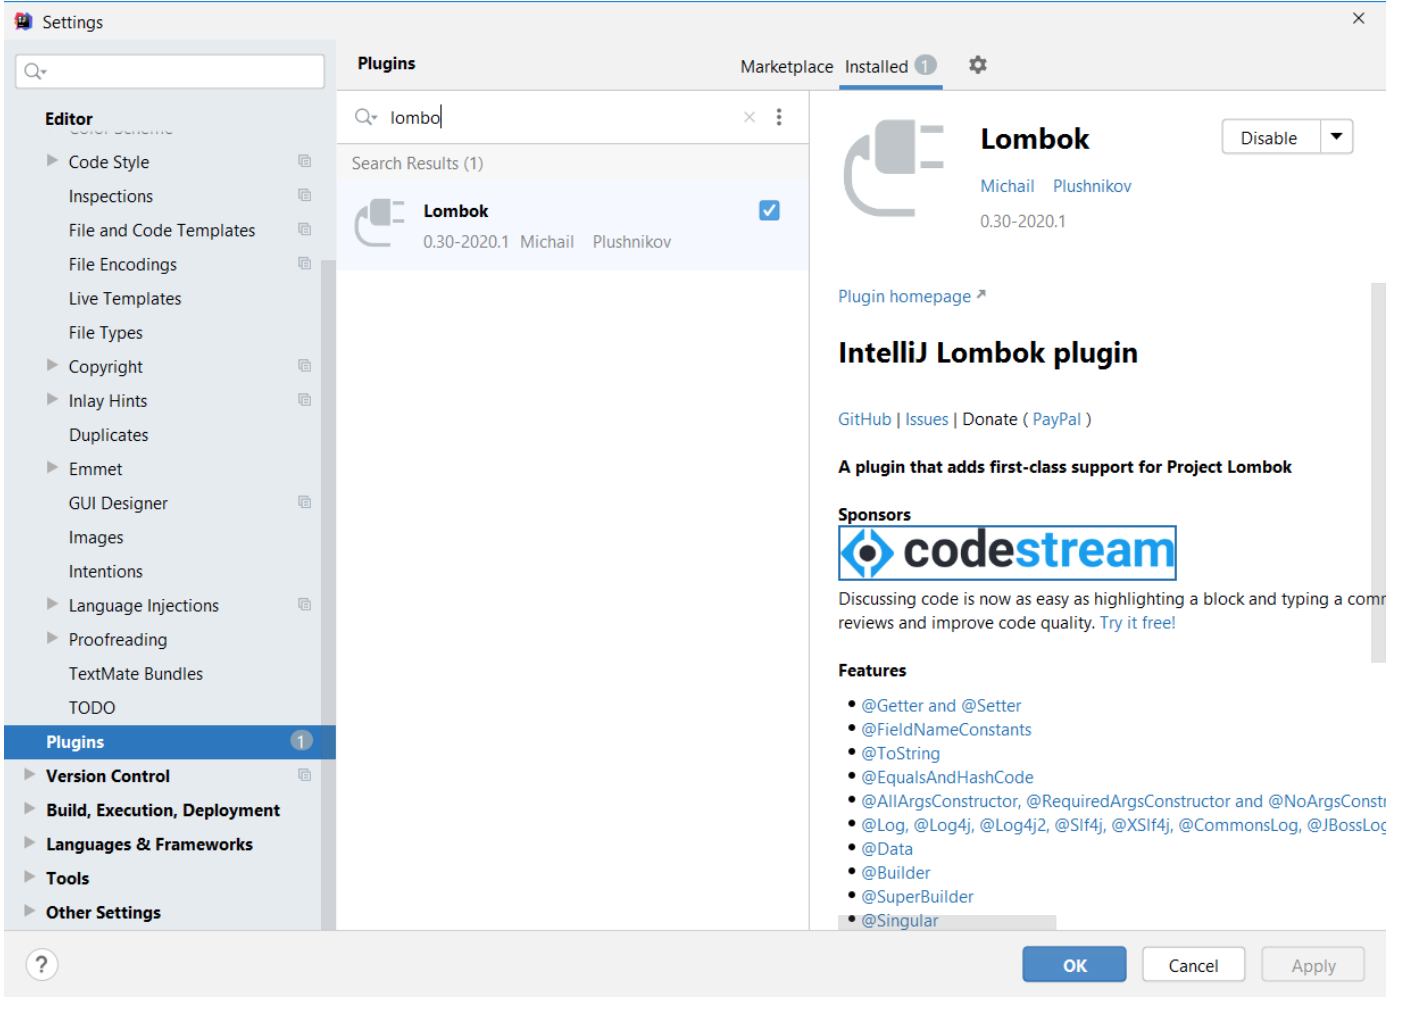 Settings
Plugins
Marketplace Installed 1
Editor
Color Scheme
Code Style
Inspections
File and Code Templates
File Encodings
Live Templates
File Types
Copyright
Inlay Hints
Duplicates
Emmet
GUI Designer
Images
Intentions
Language Injections
Proofreading
TextMate Bundles
TODO
Plugins 1
Version Control
Build, Execution, Deployment
Languages & Frameworks
Tools
Other Settings
lombo
Search Results (1)
Lombok
0.30-2020.1 Michail Plushnikov
Lombok
Disable
Michail Plushnikov
0.30-2020.1
Plugin homepage
IntelliJ Lombok plugin
GitHub | Issues | Donate ( PayPal )
A plugin that adds first-class support for Project Lombok
Sponsors
codestream
Discussing code is now as easy as highlighting a block and typing a comm
reviews and improve code quality. Try it free!
Features
@Getter and @Setter
@FieldNameConstants
@ToString
@EqualsAndHashCode
@AllArgsConstructor, @RequiredArgsConstructor and @NoArgsConstr
@Log, @Log4j, @Log4j2, @Slf4j, @XSlf4j, @CommonsLog, @JBossLog
@Data
@Builder
@SuperBuilder
@Singular
?
OK Cancel Apply